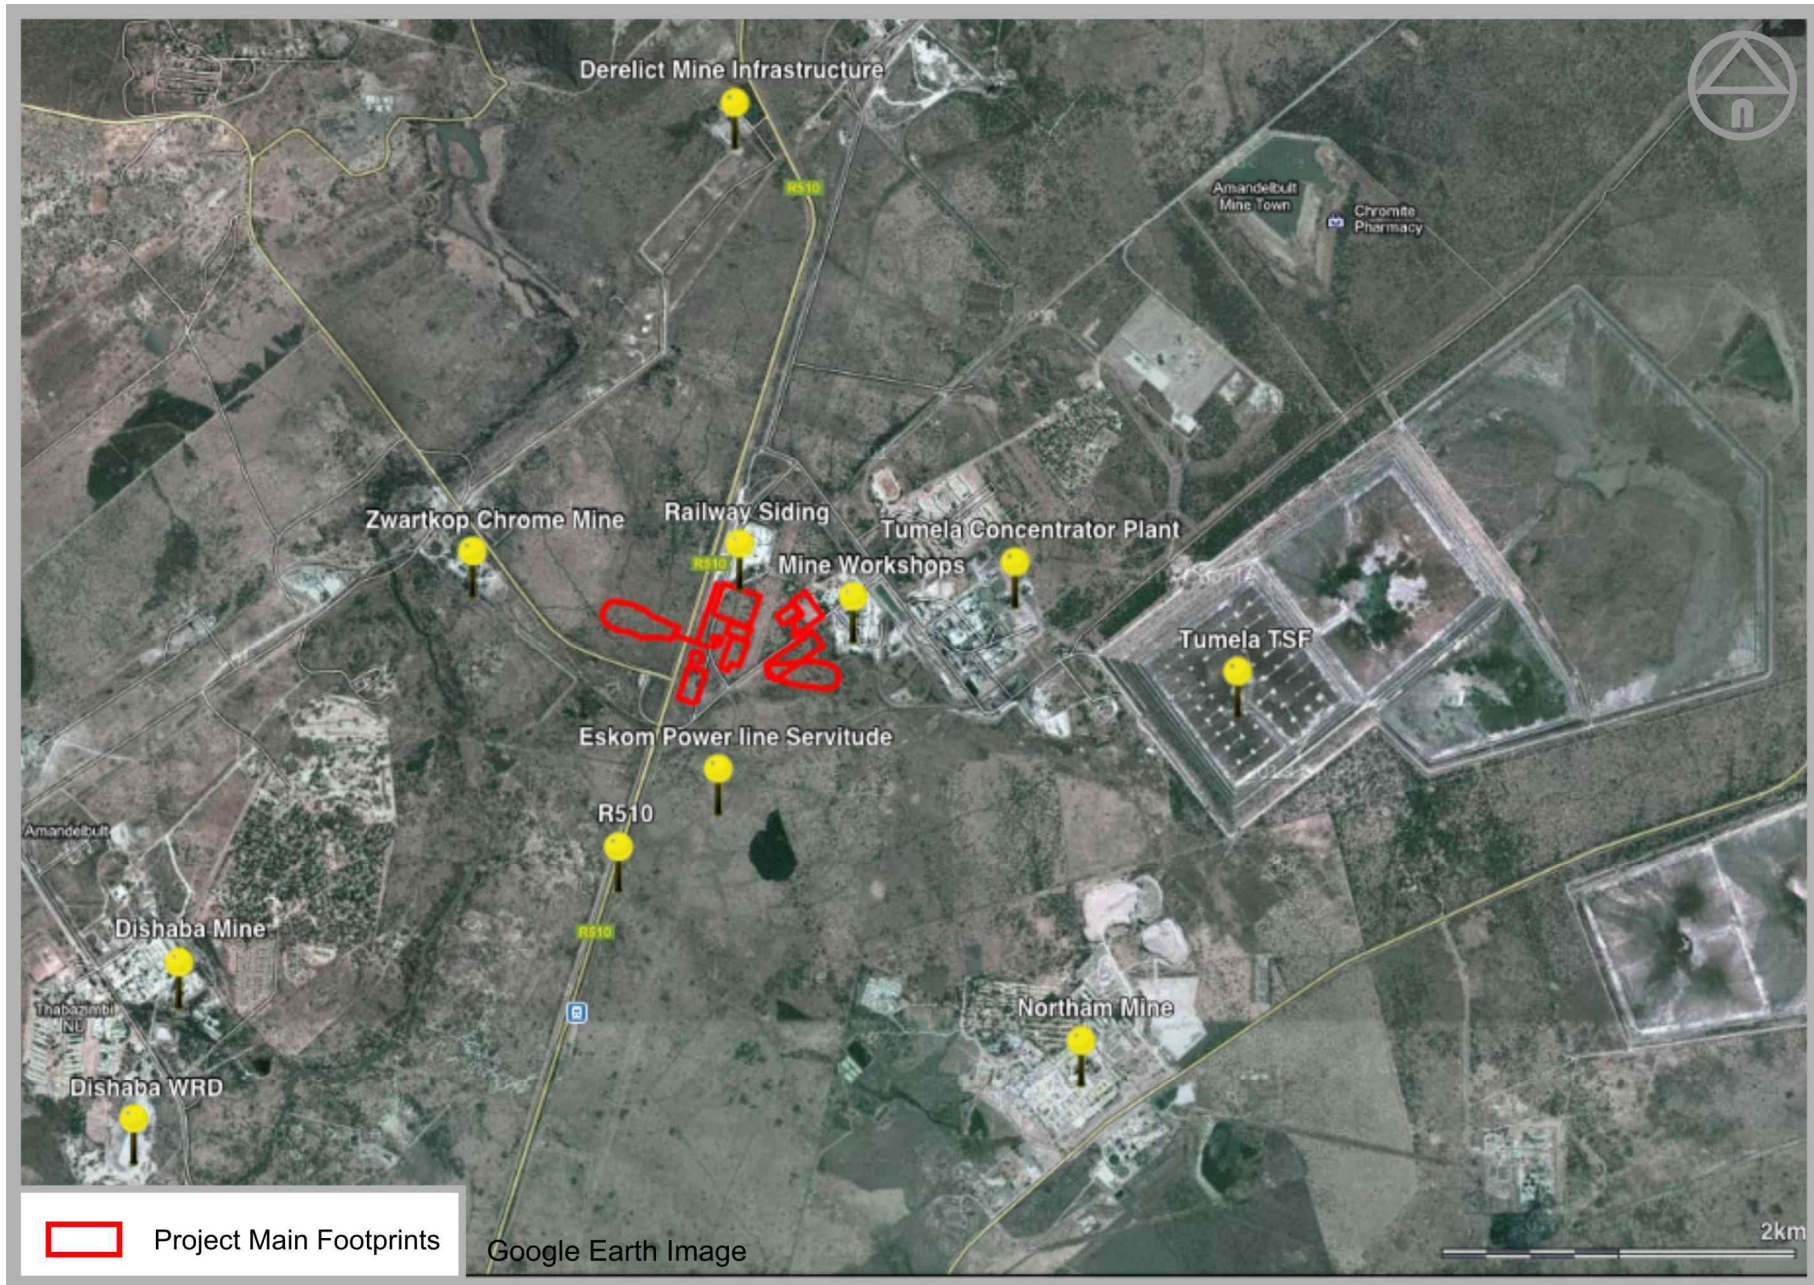 Derelict Mine Infrastructure
R510
Amandelbult
Mine Town
Chromite
Pharmacy
Zwartkop Chrome Mine
Railway Siding
Tumela Concentrator Plant
R510
Mine Workshops
Tumela TSF
Eskom Power line Servitude
R510
Amandelbult
Dishaba Mine
R510
Thabazimbi
NU
Northam Mine
Dishaba WRD
Project Main Footprints
Google Earth Image
2km
n